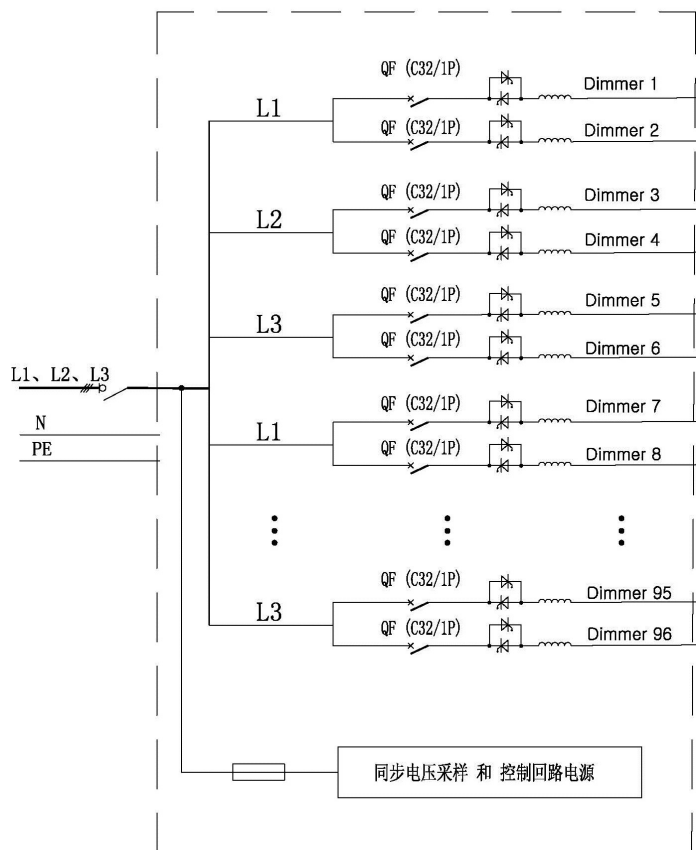 QF (C32/1P)
Dimmer 1
L1
QF (C32/1P)
Dimmer 2
QF (C32/1P)
Dimmer 3
L2
QF (C32/1P)
Dimmer 4
QF (C32/1P)
Dimmer 5
L3
QF (C32/1P)
Dimmer 6
L1、L2、L3
QF (C32/1P)
Dimmer 7
N
L1
QF (C32/1P)
PE
Dimmer 8
QF (C32/1P)
Dimmer 95
L3
QF (C32/1P)
Dimmer 96
同步电压采样 和 控制回路电源